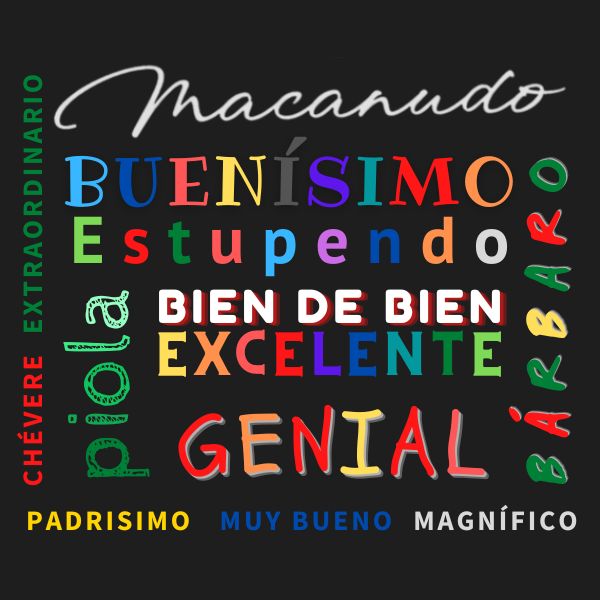 Macanudo
BUENÍSIMO
Estupendo
BIEN DE BIEN
EXCELENTE
GENIAL
CHÉVERE EXTRAORDINARIO
piola
BÁRBARO
PADRISIMO MUY BUENO MAGNÍFICO